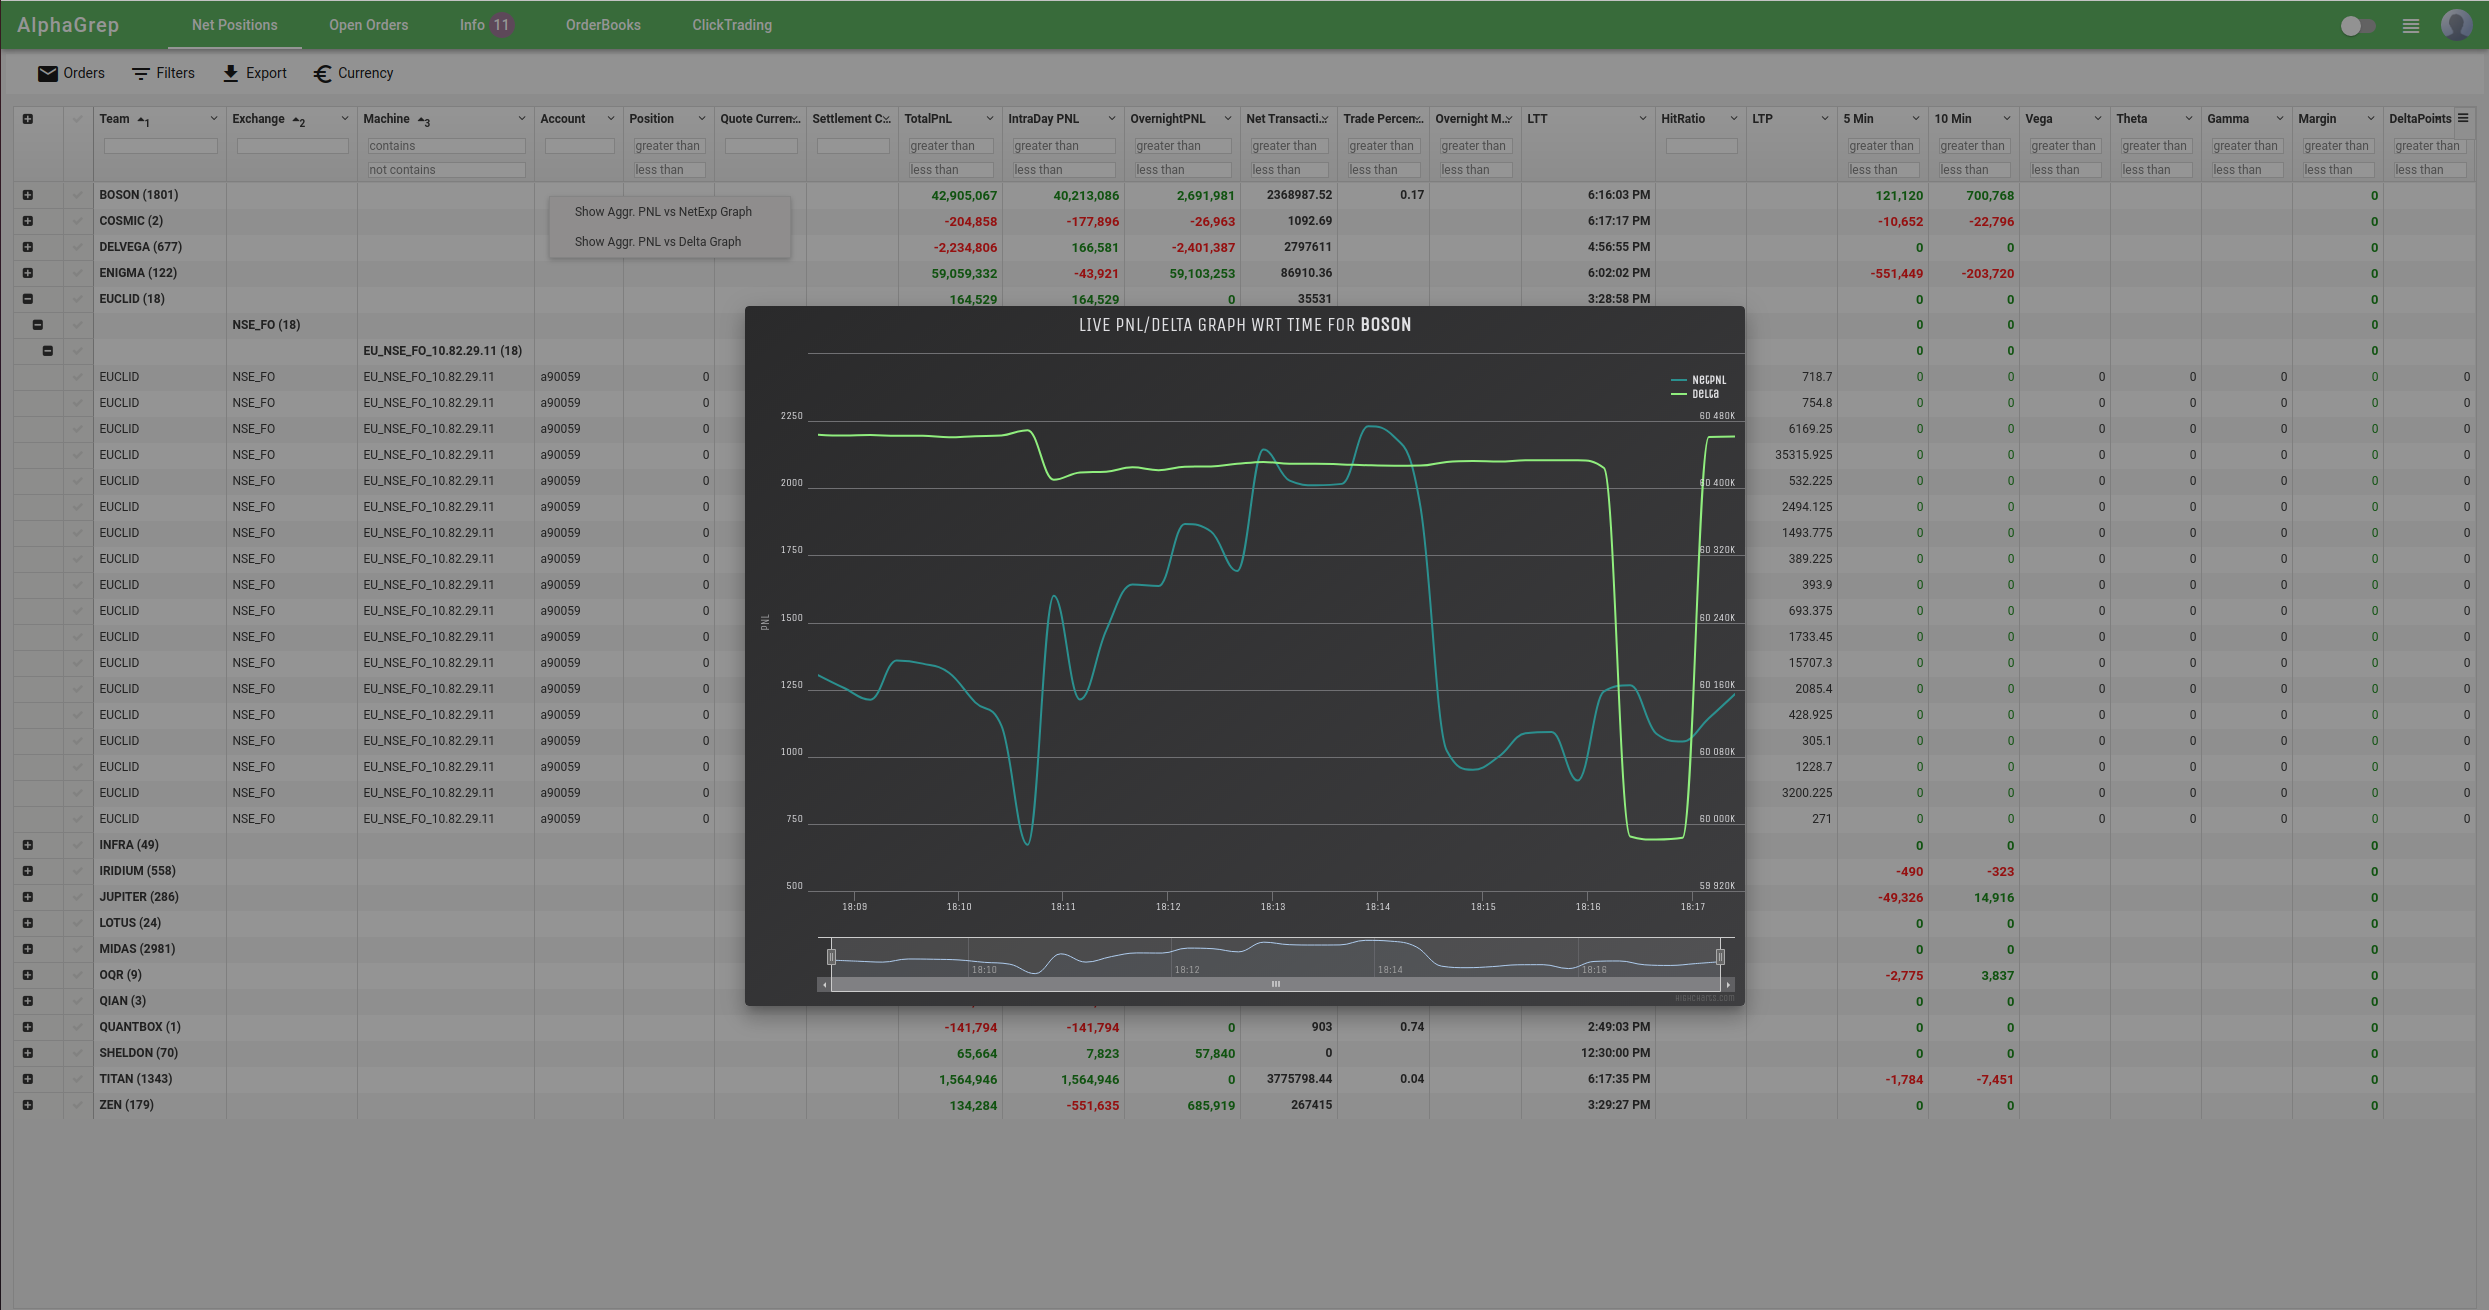 AlphaGrep Net Positions Open Orders Info 11 OrderBooks ClickTrading
Orders Filters Export Currency
Team 1 Exchange 2 Machine 3 Account Position Quote Curren... Settlement C... TotalPnL IntraDay PNL OvernightPNL Net Transacti... Trade Percen... Overnight M... LTT HitRatio LTP 5 Min 10 Min Vega Theta Gamma Margin DeltaPoints
contains greater than greater than greater than greater than greater than greater than greater than greater than greater than greater than greater than greater than greater than greater than
not contains less than less than less than less than less than less than less than less than less than less than less than less than less than less than
BOSON (1801) 42,905,067 40,213,086 2,691,981 2368987.52 0.17 6:16:03 PM 121,120 700,768 0
Show Aggr. PNL vs NetExp Graph
COSMIC (2) -204,858 -177,896 -26,963 1092.69 6:17:17 PM -10,652 -22,796 0
Show Aggr. PNL vs Delta Graph
DELVEGA (677) -2,234,806 166,581 -2,401,387 2797611 4:56:55 PM 0 0 0
ENIGMA (122) 59,059,332 -43,921 59,103,253 86910.36 6:02:02 PM -551,449 -203,720 0
EUCLID (18) 164,529 164,529 0 35531 3:28:58 PM 0 0 0
NSE_FO (18) 0 0 0
EU_NSE_FO_10.82.29.11 (18) 0 0 0
EUCLID NSE_FO EU_NSE_FO_10.82.29.11 a90059 0 718.7 0 0 0 0 0 0 0
EUCLID NSE_FO EU_NSE_FO_10.82.29.11 a90059 0 754.8 0 0 0 0 0 0 0
EUCLID NSE_FO EU_NSE_FO_10.82.29.11 a90059 0 6169.25 0 0 0 0 0 0 0
EUCLID NSE_FO EU_NSE_FO_10.82.29.11 a90059 0 35315.925 0 0 0 0 0 0 0
EUCLID NSE_FO EU_NSE_FO_10.82.29.11 a90059 0 532.225 0 0 0 0 0 0 0
EUCLID NSE_FO EU_NSE_FO_10.82.29.11 a90059 0 2494.125 0 0 0 0 0 0 0
EUCLID NSE_FO EU_NSE_FO_10.82.29.11 a90059 0 1493.775 0 0 0 0 0 0 0
EUCLID NSE_FO EU_NSE_FO_10.82.29.11 a90059 0 389.225 0 0 0 0 0 0 0
EUCLID NSE_FO EU_NSE_FO_10.82.29.11 a90059 0 393.9 0 0 0 0 0 0 0
EUCLID NSE_FO EU_NSE_FO_10.82.29.11 a90059 0 693.375 0 0 0 0 0 0 0
EUCLID NSE_FO EU_NSE_FO_10.82.29.11 a90059 0 1733.45 0 0 0 0 0 0 0
EUCLID NSE_FO EU_NSE_FO_10.82.29.11 a90059 0 15707.3 0 0 0 0 0 0 0
EUCLID NSE_FO EU_NSE_FO_10.82.29.11 a90059 0 2085.4 0 0 0 0 0 0 0
EUCLID NSE_FO EU_NSE_FO_10.82.29.11 a90059 0 428.925 0 0 0 0 0 0 0
EUCLID NSE_FO EU_NSE_FO_10.82.29.11 a90059 0 305.1 0 0 0 0 0 0 0
EUCLID NSE_FO EU_NSE_FO_10.82.29.11 a90059 0 1228.7 0 0 0 0 0 0 0
EUCLID NSE_FO EU_NSE_FO_10.82.29.11 a90059 0 3200.225 0 0 0 0 0 0 0
EUCLID NSE_FO EU_NSE_FO_10.82.29.11 a90059 0 271 0 0 0 0 0 0 0
INFRA (49) 0 0 0
IRIDIUM (558) -490 -323 0
JUPITER (286) -49,326 14,916 0
LOTUS (24) 0 0 0
MIDAS (2981) 0 0 0
OQR (9) -2,775 3,837 0
QIAN (3) 0 0 0
QUANTBOX (1) -141,794 -141,794 0 903 0.74 2:49:03 PM 0 0 0
SHELDON (70) 65,664 7,823 57,840 0 12:30:00 PM 0 0 0
TITAN (1343) 1,564,946 1,564,946 0 3775798.44 0.04 6:17:35 PM -1,784 -7,451 0
ZEN (179) 134,284 -551,635 685,919 267415 3:29:27 PM 0 0 0
LIVE PNL/DELTA GRAPH WRT TIME FOR BOSON
NetPNL
Delta
2250 60 480K
2000 60 400K
1750 60 320K
1500 60 240K
PNL
1250 60 160K
1000 60 080K
750 60 000K
500 59 920K
18:09 18:10 18:11 18:12 18:13 18:14 18:15 18:16 18:17
18:10 18:12 18:14 18:16
HIGHCHARTS.COM